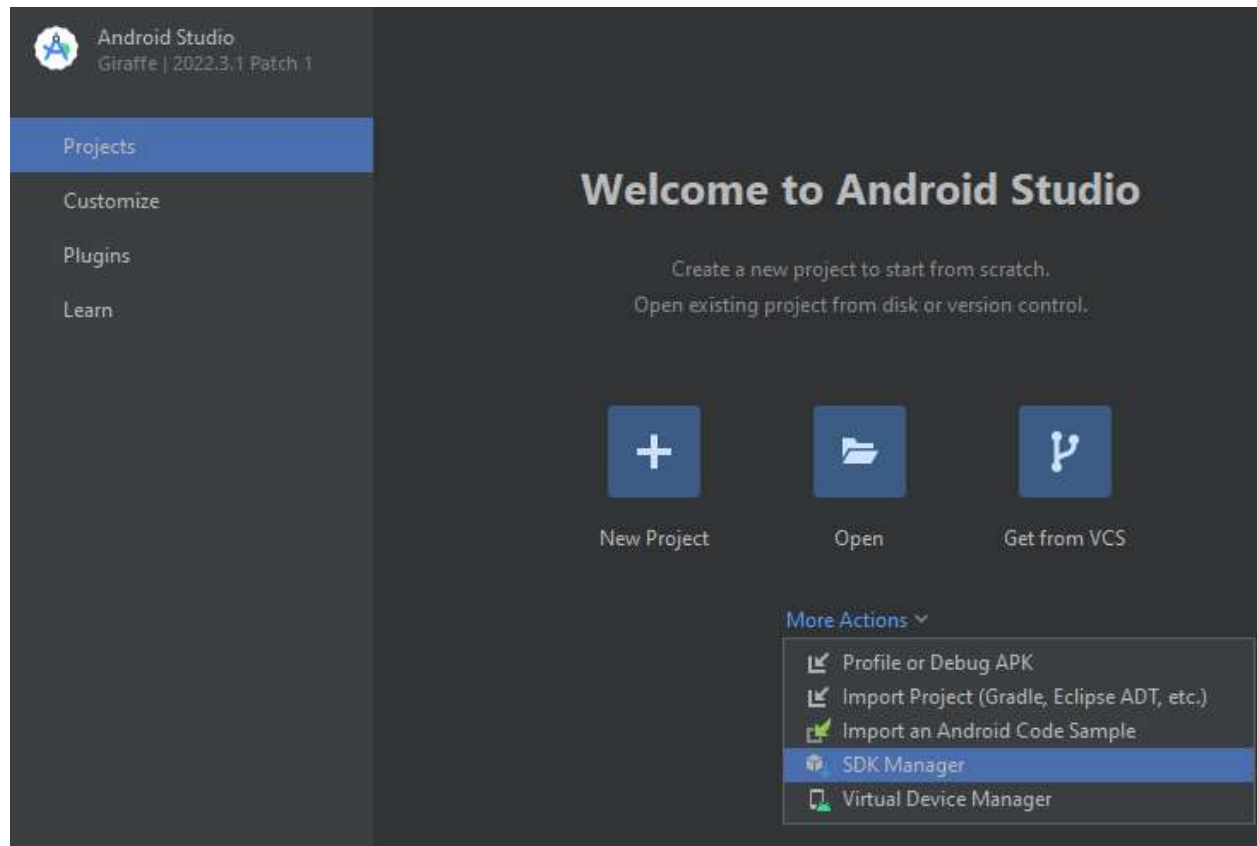 Android Studio
Giraffe | 2022.3.1 Patch 1
Projects
Customize
Plugins
Learn
Welcome to Android Studio
Create a new project to start from scratch.
Open existing project from disk or version control.
New Project
Open
Get from VCS
More Actions
Profile or Debug APK
Import Project (Gradle, Eclipse ADT, etc.)
Import an Android Code Sample
SDK Manager
Virtual Device Manager